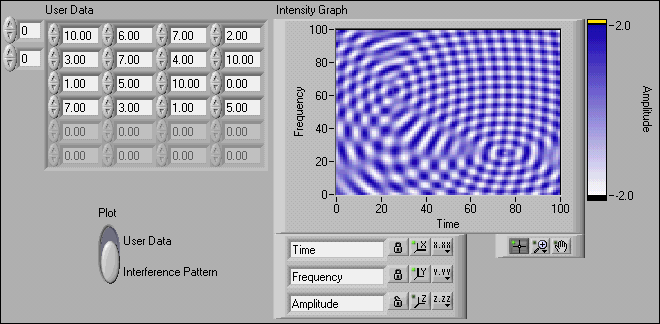 User Data
0
0
10.00 6.00 7.00 2.00
3.00 7.00 4.00 10.00
1.00 5.00 10.00 0.00
7.00 3.00 1.00 5.00
0.00 0.00 0.00 0.00
0.00 0.00 0.00 0.00
Plot
User Data
Interference Pattern
Intensity Graph
Frequency
100
80
60
40
20
0
0 20 40 60 80 100
Time
2.0
-2.0
Amplitude
Time X X.XX
Frequency Y Y.YY
Amplitude Z Z.ZZ